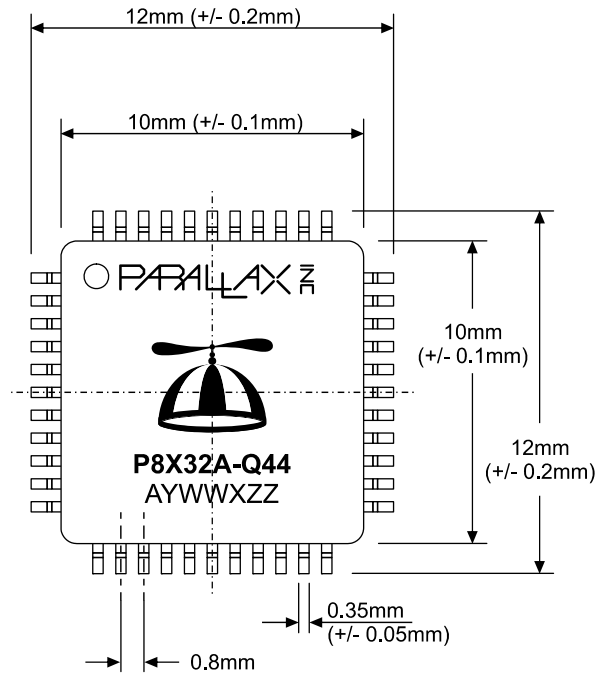 12mm (+/- 0.2mm)
10mm (+/- 0.1mm)
PARALLAX INC
10mm
(+/- 0.1mm)
12mm
(+/- 0.2mm)
P8X32A-Q44
AYWWXZZ
0.35mm
(+/- 0.05mm)
0.8mm